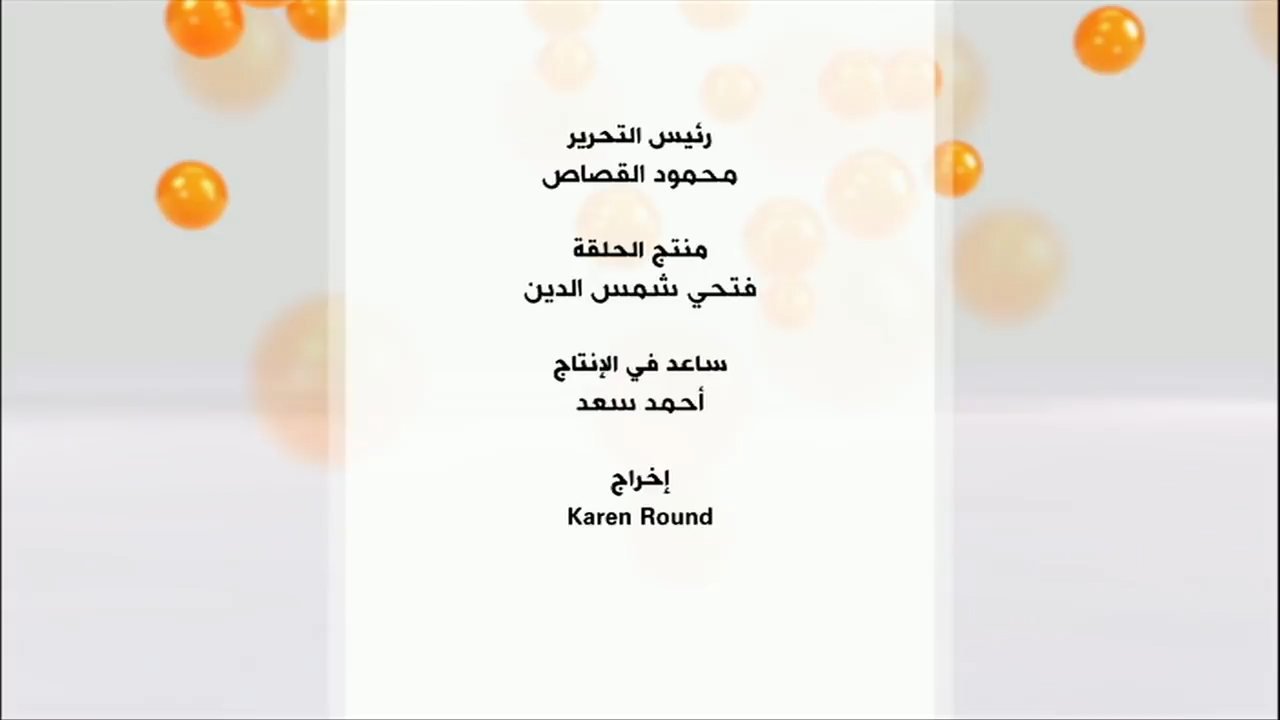 رئيس التحرير
محمود القصاص
منتج الحلقة
فتحي شمس الدين
ساعد في الإنتاج
أحمد سعد
إخراج
Karen Round